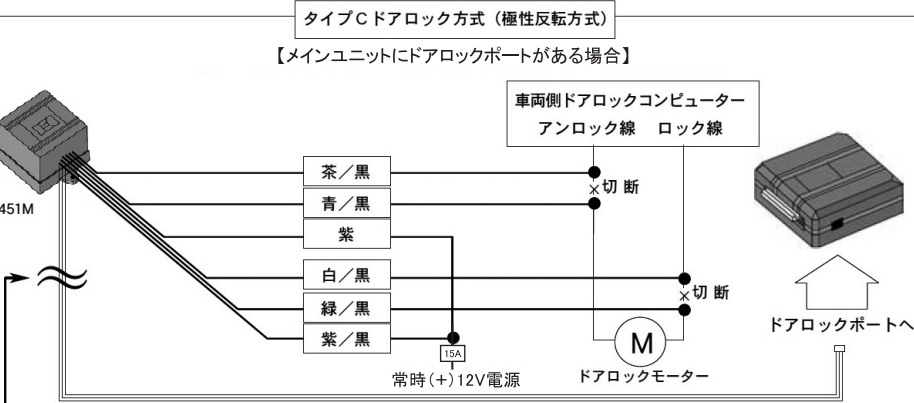 タイプCドアロック方式（極性反転方式）
【メインユニットにドアロックポートがある場合】
車両側ドアロックコンピューター
アンロック線 ロック線
451M
茶／黒
青／黒
紫
白／黒
緑／黒
紫／黒
切断
切断
15A
常時(＋)12V電源
M
ドアロックモーター
ドアロックポートへ